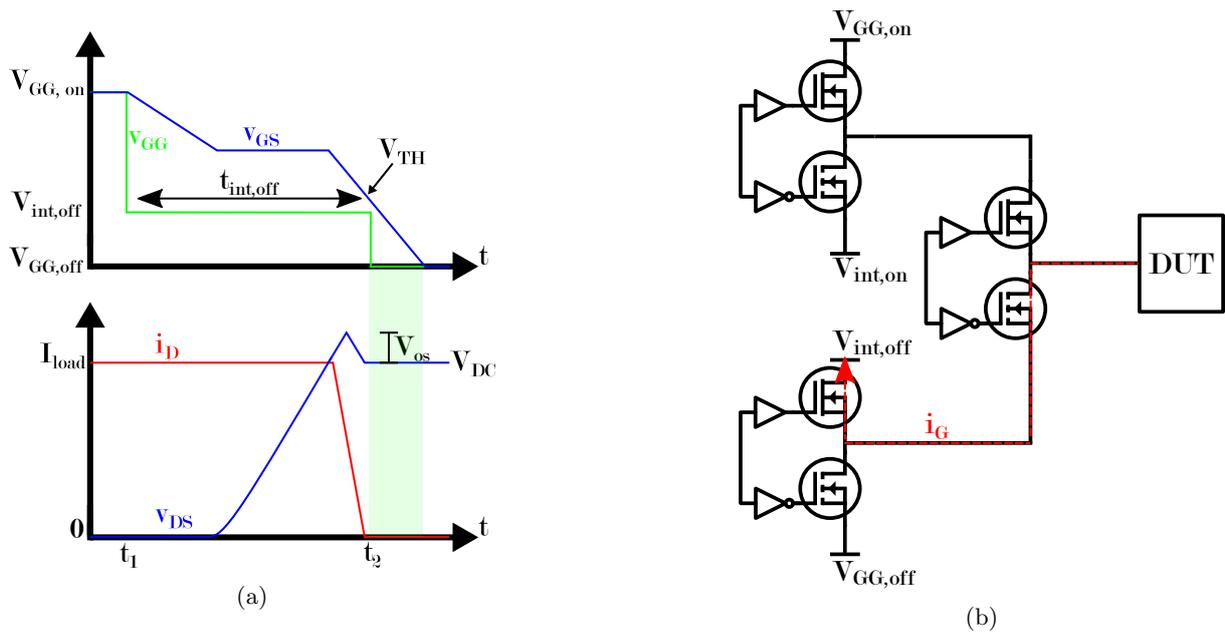 V_GG, on
v_GG
v_GS
V_TH
t_int,off
V_int,off
V_GG,off
t
I_load
i_D
V_os
V_DC
v_DS
0
t_1
t_2
t
(a)
V_GG,on
V_int,on
DUT
V_int,off
i_G
V_GG,off
(b)